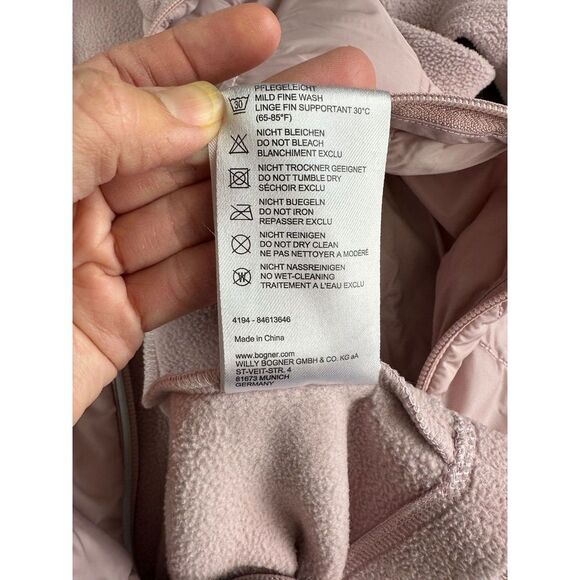 PFLEGELEICHT
30 MILD FINE WASH
LINGE FIN SUPPORTANT 30°C
(65-85°F)
NICHT BLEICHEN
DO NOT BLEACH
BLANCHIMENT EXCLU
NICHT TROCKNER GEEIGNET
DO NOT TUMBLE DRY
SÉCHOIR EXCLU
NICHT BUEGELN
DO NOT IRON
REPASSER EXCLU
NICHT REINIGEN
DO NOT DRY CLEAN
NE PAS NETTOYER A MODÉRÉ
NICHT NASSREINIGEN
W NO WET-CLEANING
TRAITEMENT A L'EAU EXCLU
4194 - 84613646
Made in China
www.bogner.com
WILLY BOGNER GMBH & CO. KG aA
ST-VEIT-STR. 4
81673 MUNICH
GERMANY